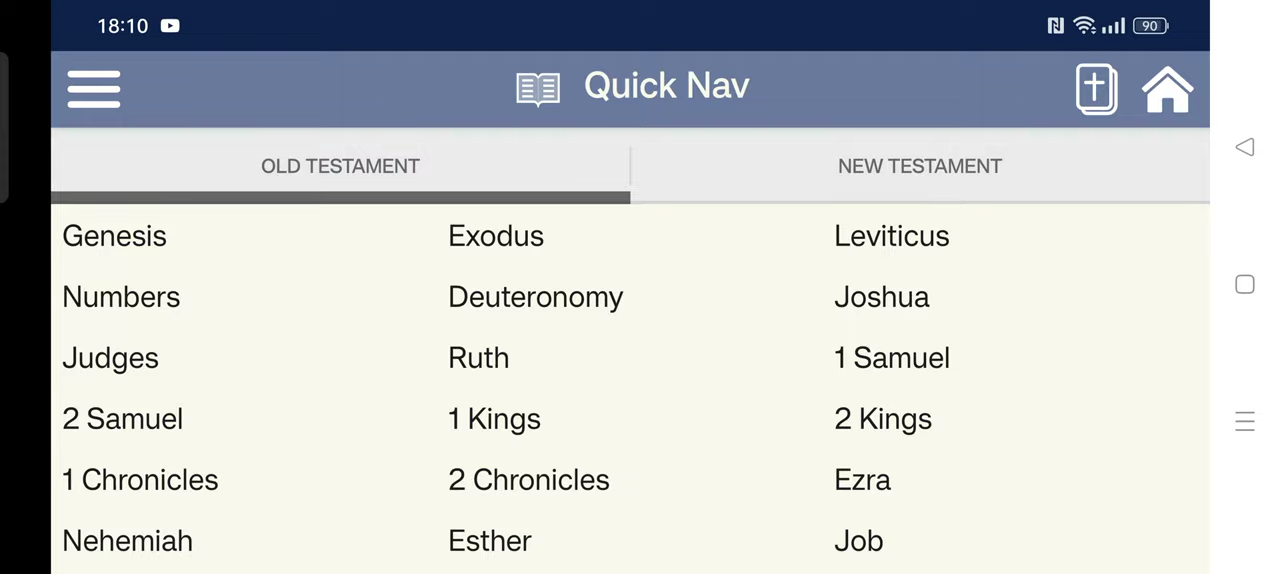 18:10
90
Quick Nav
OLD TESTAMENT NEW TESTAMENT
Genesis Exodus Leviticus
Numbers Deuteronomy Joshua
Judges Ruth 1 Samuel
2 Samuel 1 Kings 2 Kings
1 Chronicles 2 Chronicles Ezra
Nehemiah Esther Job